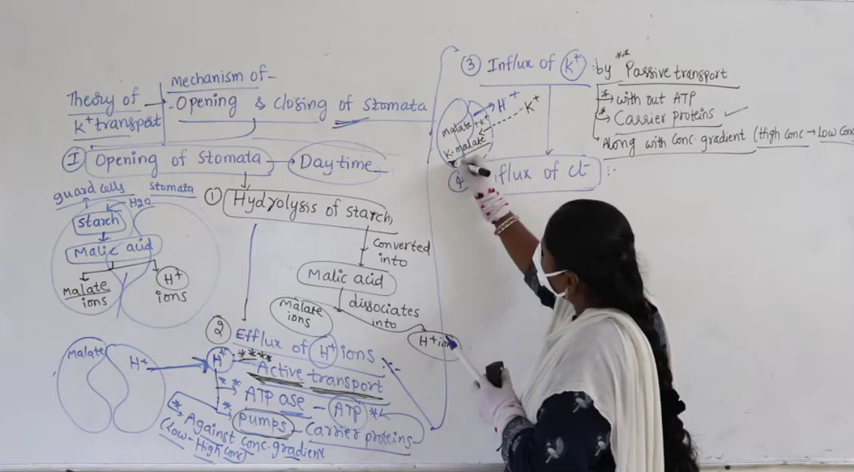 Theory of
K+ transport
Mechanism of-
Opening & closing of stomata
I Opening of stomata
Day time
guard cells
stomata
H2O
starch
Malic acid
Malate
ions
H+
ions
1 Hydrolysis of starch,
converted
into
Malic acid
dissociates
into
Malate
ions
H+ ion
2 Efflux of H+ ions
Malate
H+
H+
**** Active transport
** ATP ase - ATP *
* pumps - carrier proteins
* Against conc. gradient
(Low - High conc)
3 Influx of K+
by ** Passive transport
* with out ATP
* Carrier proteins
Along with conc. gradient (High conc → Low conc
malate
H+
K+
K+
K. malate
4 flux of cl- :-